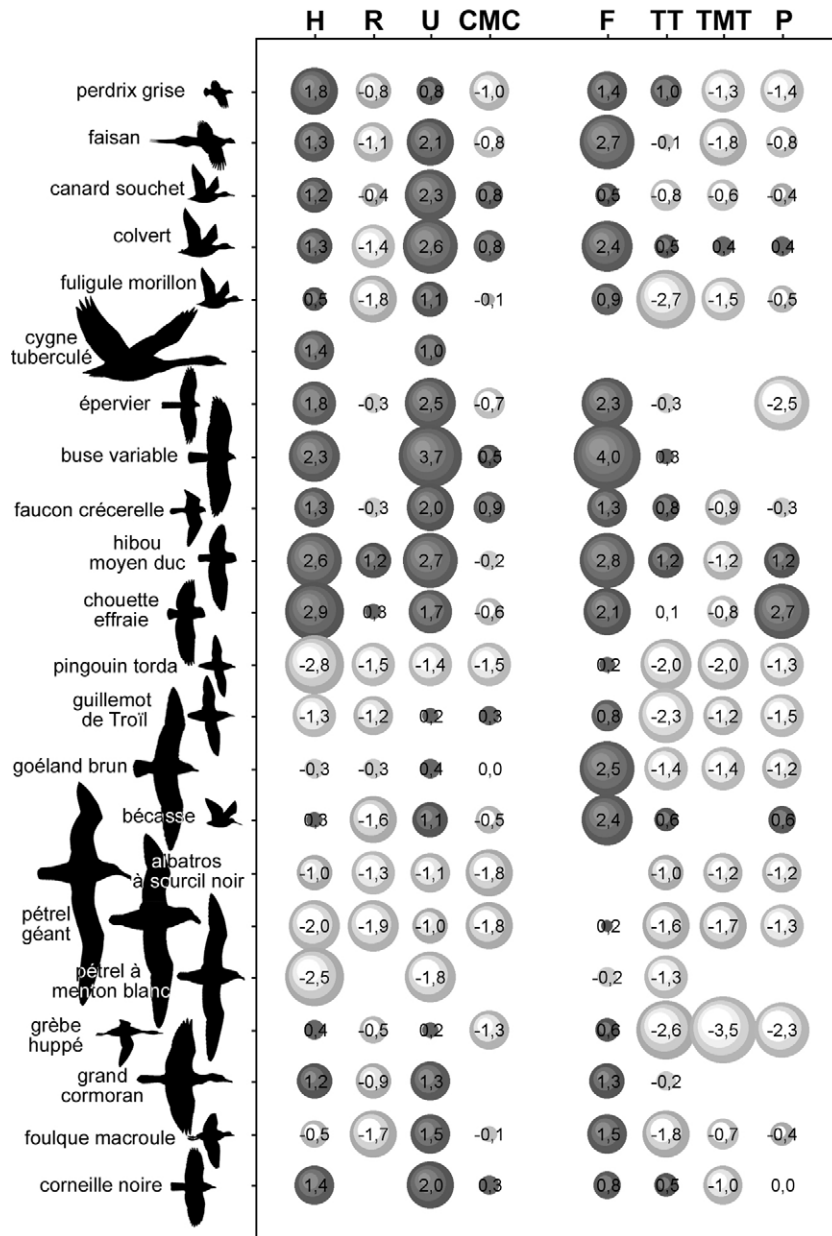 H R U CMC F TT TMT P
perdrix grise 1,8 -0,8 0,8 -1,0 1,4 1,0 -1,3 -1,4
faisan 1,3 -1,1 2,1 -0,8 2,7 -0,1 -1,8 -0,8
canard souchet 1,2 -0,4 2,3 0,8 0,5 -0,8 -0,6 -0,4
colvert 1,3 -1,4 2,6 0,8 2,4 0,5 0,4 0,4
fuligule morillon 0,5 -1,8 1,1 -0,1 0,9 -2,7 -1,5 -0,5
cygne
tuberculé 1,4 1,0
épervier 1,8 -0,3 2,5 -0,7 2,3 -0,3 -2,5
buse variable 2,3 3,7 0,5 4,0 0,3
faucon crécerelle 1,3 -0,3 2,0 0,9 1,3 0,8 -0,9 -0,3
hibou
moyen duc 2,6 1,2 2,7 -0,2 2,8 1,2 -1,2 1,2
chouette
effraie 2,9 0,3 1,7 -0,6 2,1 0,1 -0,8 2,7
pingouin torda -2,8 -1,5 -1,4 -1,5 0,2 -2,0 -2,0 -1,3
guillemot
de Troïl -1,3 -1,2 0,2 0,3 0,8 -2,3 -1,2 -1,5
goéland brun -0,3 -0,3 0,4 0,0 2,5 -1,4 -1,4 -1,2
bécasse 0,3 -1,6 1,1 -0,5 2,4 0,6 0,6
albatros
à sourcil noir -1,0 -1,3 -1,1 -1,8 -1,0 -1,2 -1,2
pétrel
géant -2,0 -1,9 -1,0 -1,8 0,2 -1,6 -1,7 -1,3
pétrel à
menton blanc -2,5 -1,8 -0,2 -1,3
grèbe
huppé 0,4 -0,5 0,2 -1,3 0,6 -2,6 -3,5 -2,3
grand
cormoran 1,2 -0,9 1,3 1,3 -0,2
foulque macroule -0,5 -1,7 1,5 -0,1 1,5 -1,8 -0,7 -0,4
corneille noire 1,4 2,0 0,3 0,8 0,5 -1,0 0,0